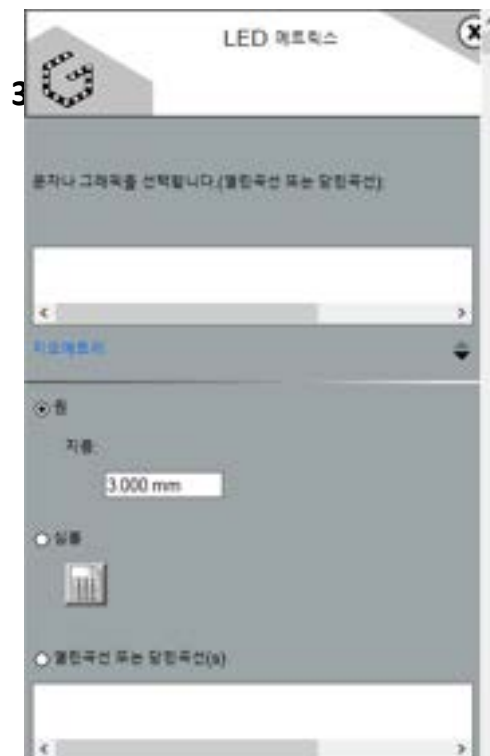 LED 메트릭스
3
문자나 그래픽을 선택합니다.(열린곡선 또는 닫힌곡선):
지오메트리
원
지름:
3.000 mm
심볼
열린곡선 또는 닫힌곡선(s)